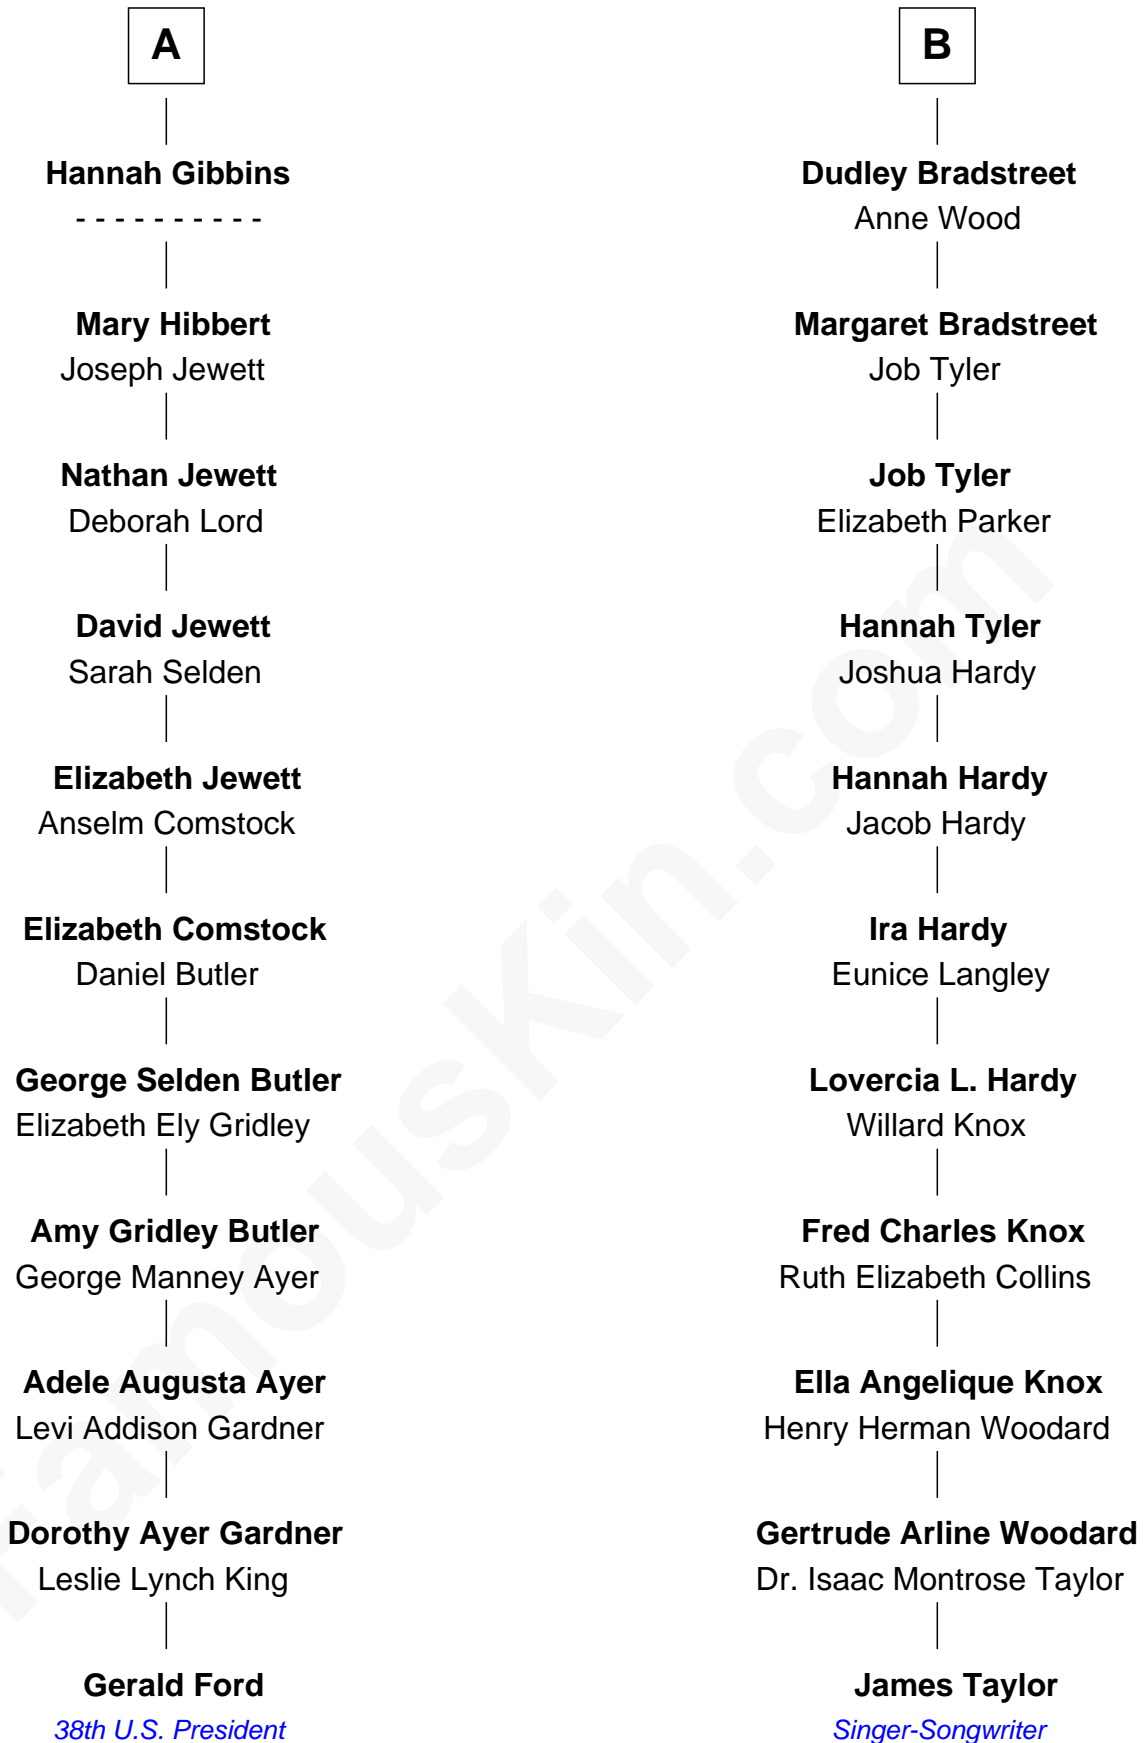 A
Hannah Gibbins
- - - - - - - - - -
Mary Hibbert
Joseph Jewett
Nathan Jewett
Deborah Lord
David Jewett
Sarah Selden
Elizabeth Jewett
Anselm Comstock
Elizabeth Comstock
Daniel Butler
George Selden Butler
Elizabeth Ely Gridley
Amy Gridley Butler
George Manney Ayer
Adele Augusta Ayer
Levi Addison Gardner
Dorothy Ayer Gardner
Leslie Lynch King
Gerald Ford
38th U.S. President
B
Dudley Bradstreet
Anne Wood
Margaret Bradstreet
Job Tyler
Job Tyler
Elizabeth Parker
Hannah Tyler
Joshua Hardy
Hannah Hardy
Jacob Hardy
Ira Hardy
Eunice Langley
Lovercia L. Hardy
Willard Knox
Fred Charles Knox
Ruth Elizabeth Collins
Ella Angelique Knox
Henry Herman Woodard
Gertrude Arline Woodard
Dr. Isaac Montrose Taylor
James Taylor
Singer-Songwriter
FamousKin.com